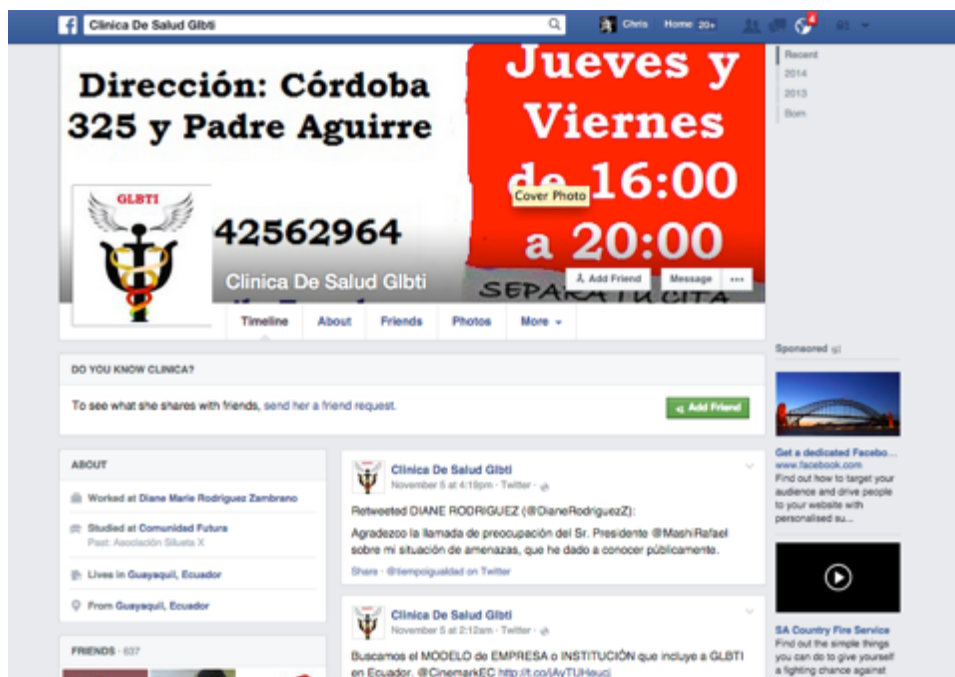 Clinica De Salud Glbti
Chris Home 20+
4
Dirección: Córdoba
325 y Padre Aguirre
Jueves y
Viernes
de 16:00
a 20:00
Cover Photo
GLBTI
42562964
Clinica De Salud Glbti
SEPARA TU CITA
Add Friend Message ...
Timeline About Friends Photos More
Recent
2014
2013
Born
DO YOU KNOW CLINICA?
To see what she shares with friends, send her a friend request.
Add Friend
ABOUT
Worked at Diane Marie Rodriguez Zambrano
Studied at Comunidad Futura
Past: Asociación Silueta X
Lives in Guayaquil, Ecuador
From Guayaquil, Ecuador
FRIENDS · 637
Clinica De Salud Glbti
November 5 at 4:19pm · Twitter ·
Retweeted DIANE RODRIGUEZ (@DianeRodriguezZ):
Agradezco la llamada de preocupación del Sr. Presidente @MashiRafael
sobre mi situación de amenazas, que he dado a conocer públicamente.
Share · @tiempoigualdad on Twitter
Clinica De Salud Glbti
November 5 at 2:12am · Twitter ·
Buscamos el MODELO de EMPRESA o INSTITUCIÓN que incluye a GLBTI
en Ecuador. @CinemarkEC
Sponsored
Get a dedicated Facebo...
www.facebook.com
Find out how to target your
audience and drive people
to your website with
personalised su...
SA Country Fire Service
Find out the simple things
you can do to give yourself
a fighting chance against